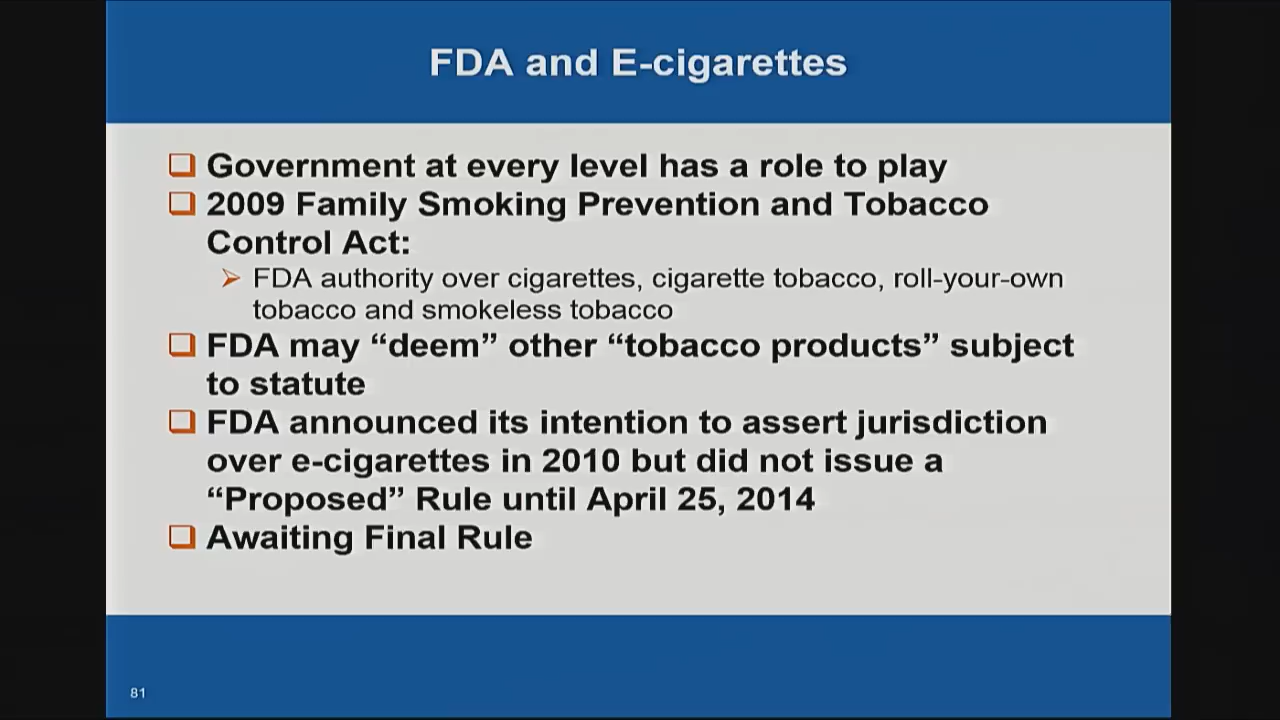 FDA and E-cigarettes
Government at every level has a role to play
2009 Family Smoking Prevention and Tobacco
Control Act:
FDA authority over cigarettes, cigarette tobacco, roll-your-own
tobacco and smokeless tobacco
FDA may “deem” other “tobacco products” subject
to statute
FDA announced its intention to assert jurisdiction
over e-cigarettes in 2010 but did not issue a
“Proposed” Rule until April 25, 2014
Awaiting Final Rule
81